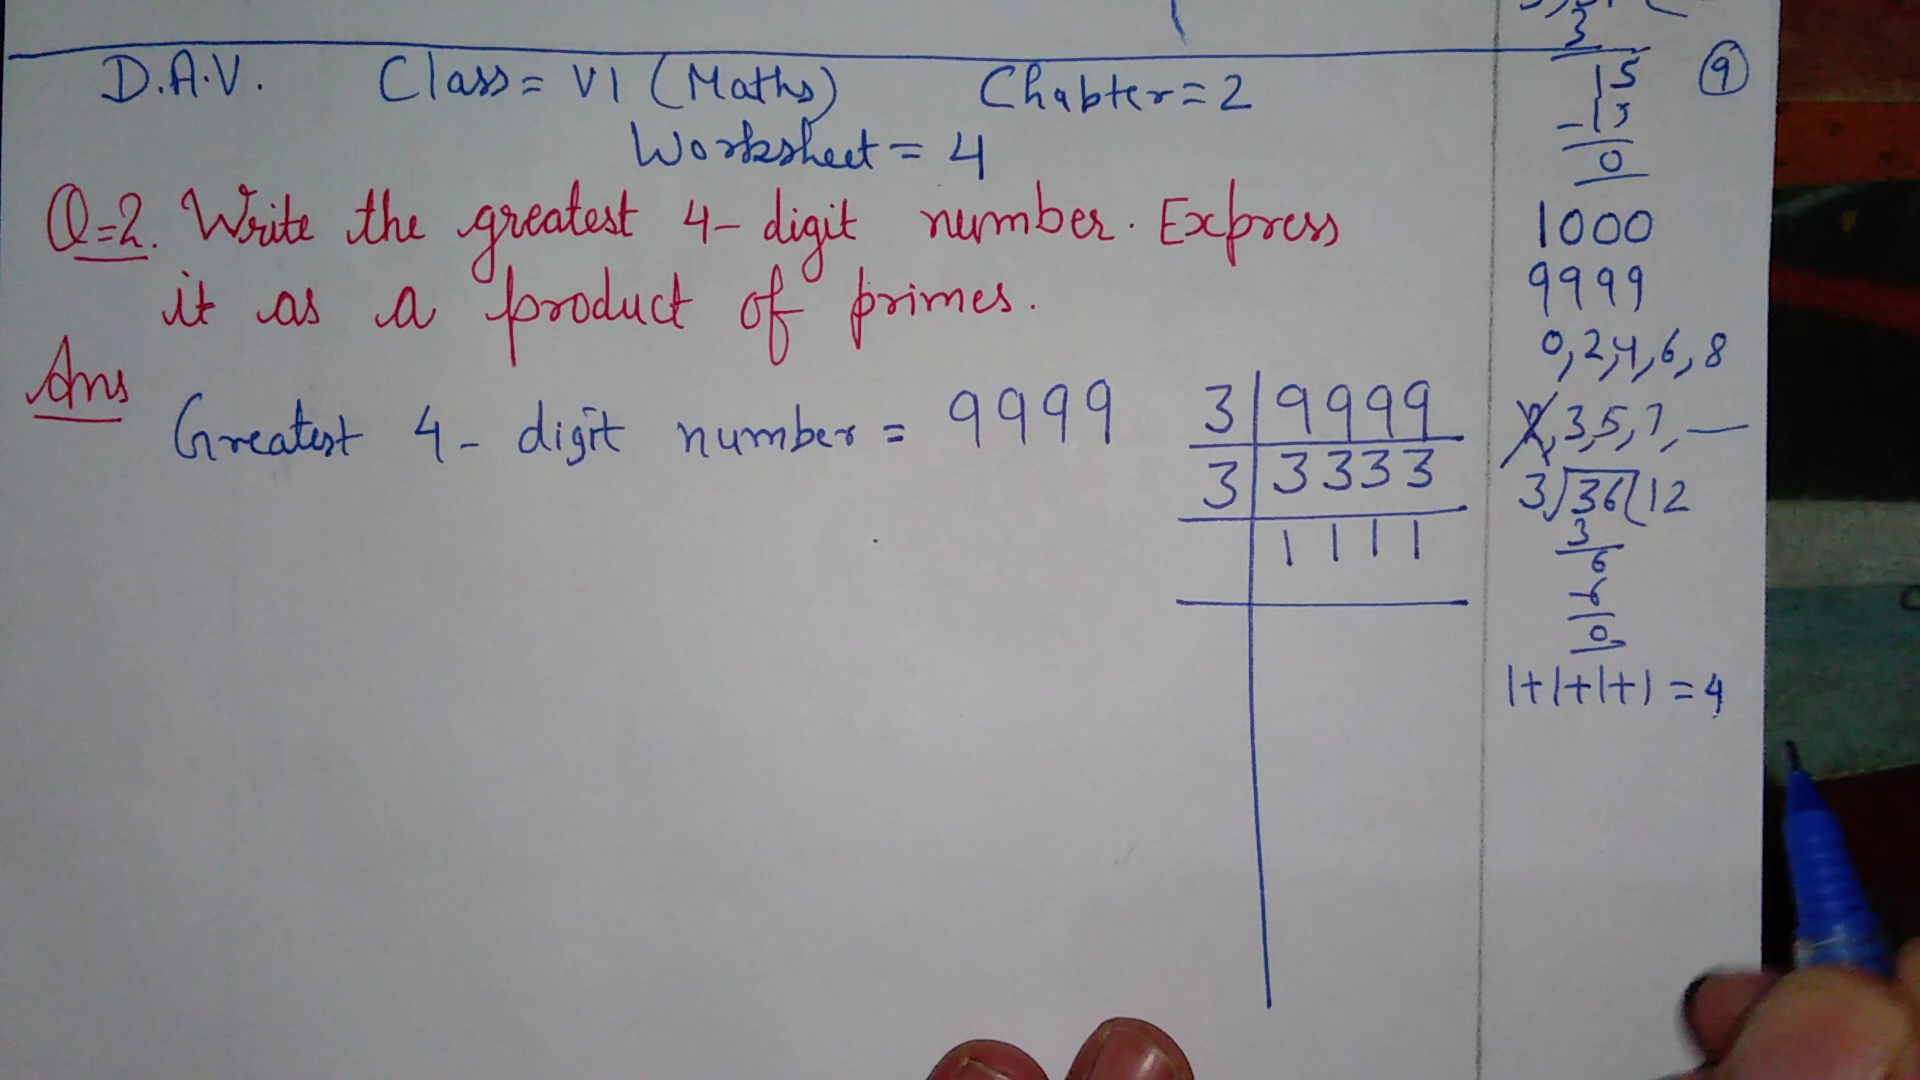 D.A.V. Class = VI (Maths) Chabter = 2
Worksheet = 4
Q=2. Write the greatest 4-digit number. Express
it as a product of primes.
Ans
Greatest 4-digit number = 9999
3 | 9999
3 | 3333
1111
3
15
-15
0
9
1000
9999
0,2,4,6,8
2,3,5,7,—
3)36(12
3
6
-6
0
1+1+1+1=4